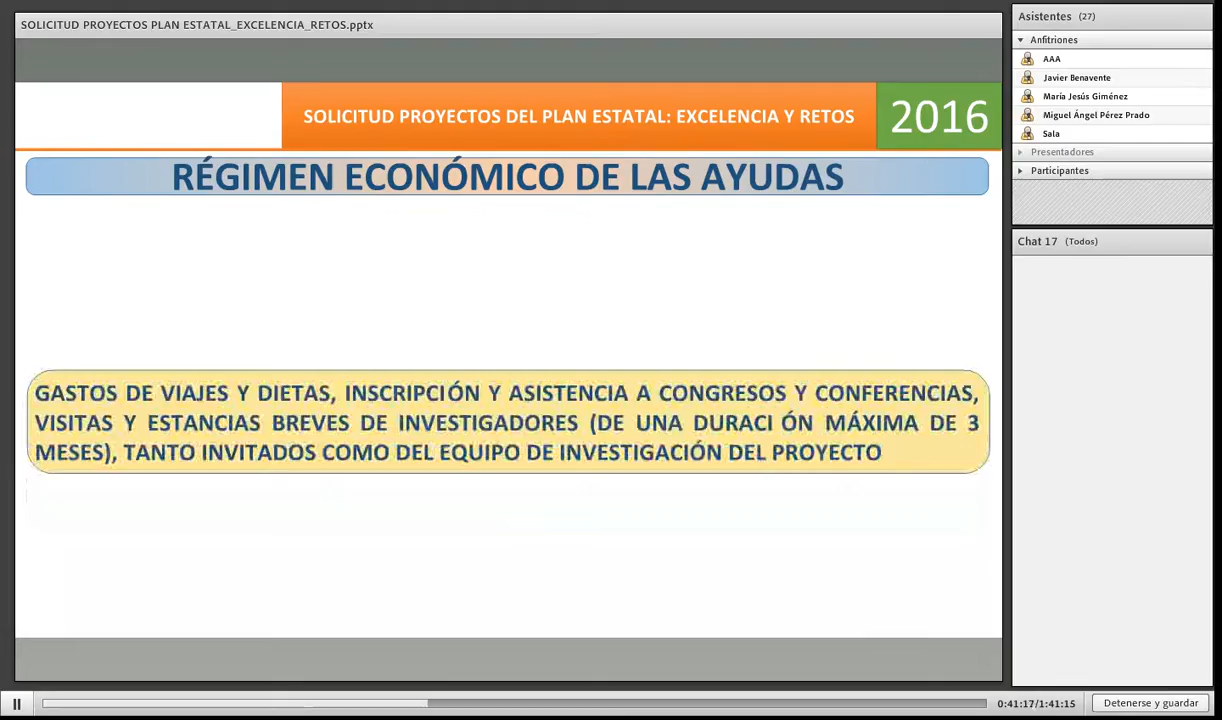 SOLICITUD PROYECTOS PLAN ESTATAL_EXCELENCIA_RETOS.pptx
SOLICITUD PROYECTOS DEL PLAN ESTATAL: EXCELENCIA Y RETOS
2016
RÉGIMEN ECONÓMICO DE LAS AYUDAS
GASTOS DE VIAJES Y DIETAS, INSCRIPCIÓN Y ASISTENCIA A CONGRESOS Y CONFERENCIAS,
VISITAS Y ESTANCIAS BREVES DE INVESTIGADORES (DE UNA DURACI ÓN MÁXIMA DE 3
MESES), TANTO INVITADOS COMO DEL EQUIPO DE INVESTIGACIÓN DEL PROYECTO
Asistentes (27)
Anfitriones
AAA
Javier Benavente
María Jesús Giménez
Miguel Ángel Pérez Prado
Sala
Presentadores
Participantes
Chat 17 (Todos)
0:41:17/1:41:15
Detenerse y guardar